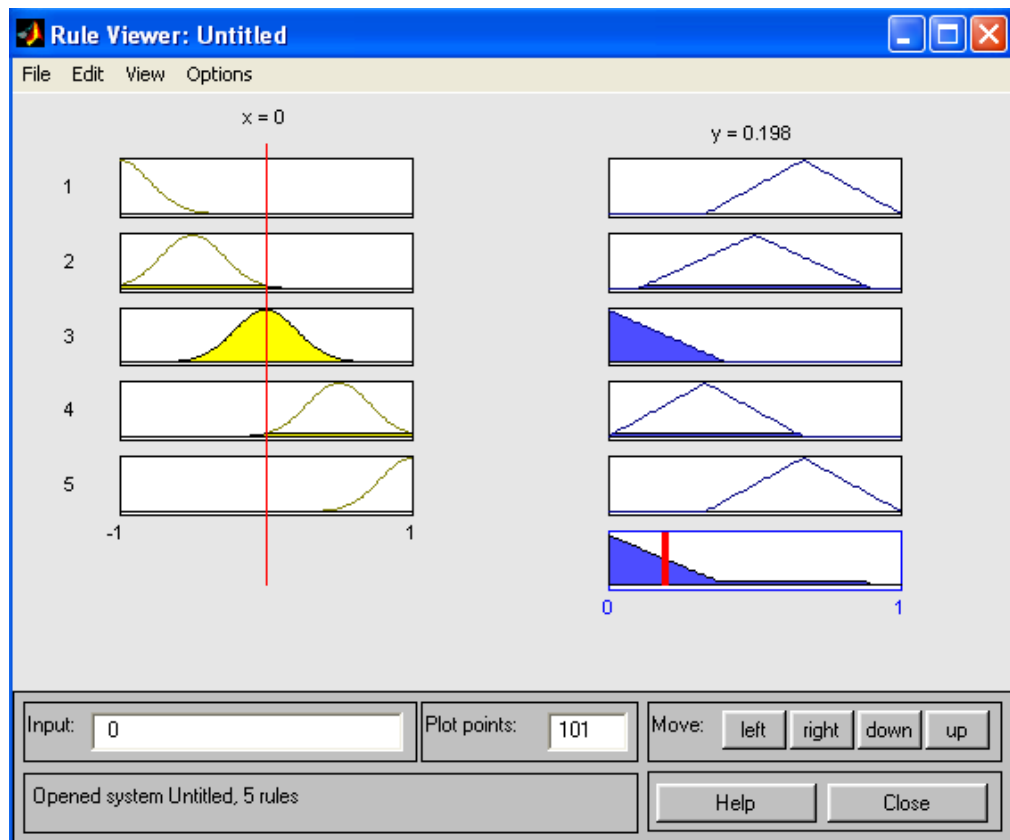 Rule Viewer: Untitled
File Edit View Options
x = 0
y = 0.198
1
2
3
4
5
-1 1
0 1
Input: 0
Plot points: 101
Move: left right down up
Opened system Untitled, 5 rules
Help Close